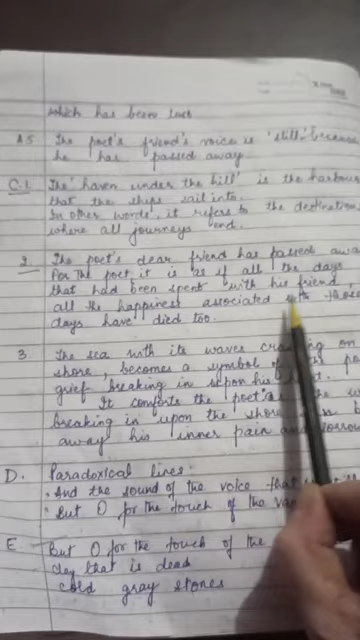 which has been lost
A5 The poet's friend's voice is 'still' because
he has passed away.
C.1. The 'haven under the hill' is the harbour
that the ships sail into.
In other words, it refers to the destination
where all journeys end.
2. The poet's dear friend has passed away
For the poet, it is as if all the days
that had been spent with his friend,
all the happiness associated with those
days have died too.
3. The sea with its waves crashing on
shore, becomes a symbol of the
grief breaking in upon his
It comforts the poet as the
breaking in upon the shore
away his inner pain and sorrow
D. Paradoxical lines
• And the sound of the voice that
• But O for the touch of the
E But O for the touch of the
day that is dead
cold gray stones